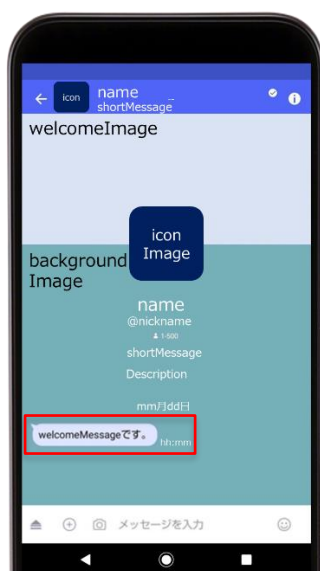 icon
name
shortMessage
welcomeImage
icon
Image
background
Image
name
@nickname
1-500
shortMessage
Description
mm月dd日
welcomeMessageです。
hh:mm
メッセージを入力